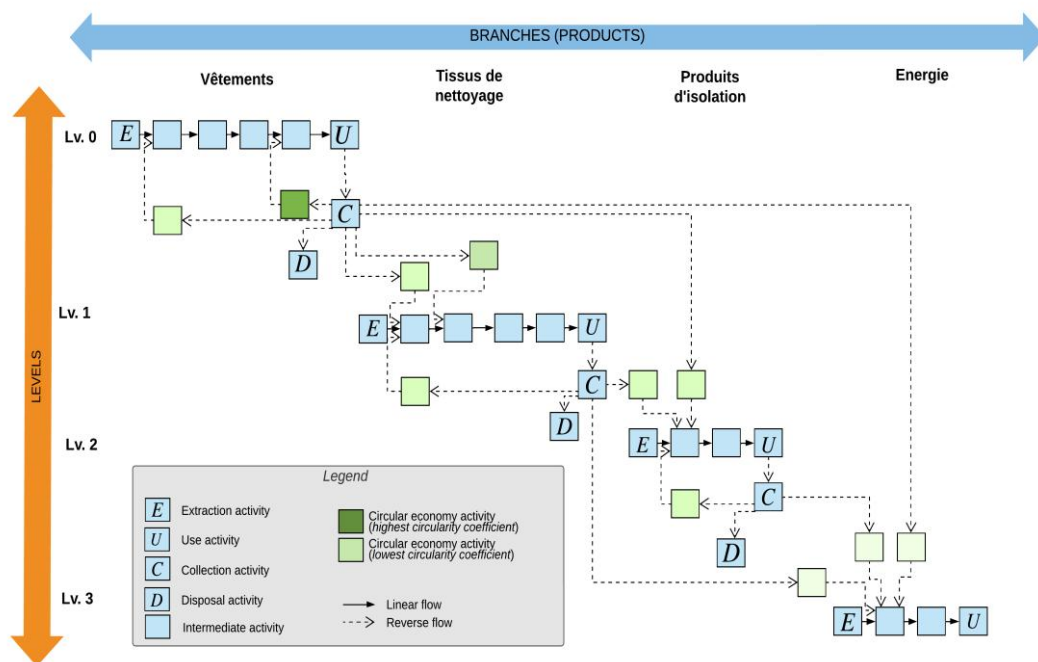 BRANCHES (PRODUCTS)
Vêtements
Tissus de
nettoyage
Produits
d'isolation
Energie
LEVELS
Lv. 0
E
U
C
D
Lv. 1
E
U
C
D
Lv. 2
E
U
C
D
Lv. 3
E
U
Legend
E Extraction activity
U Use activity
C Collection activity
D Disposal activity
Intermediate activity
Circular economy activity
(highest circularity coefficient)
Circular economy activity
(lowest circularity coefficient)
Linear flow
Reverse flow